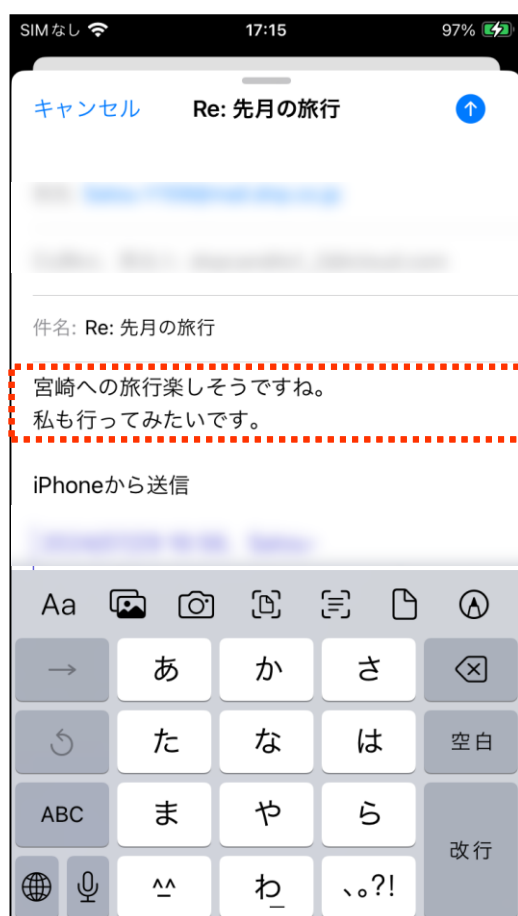 SIMなし 17:15 97%
キャンセル Re: 先月の旅行
件名: Re: 先月の旅行
宮崎への旅行楽しそうですね。
私も行ってみたいです。
iPhoneから送信
Aa
→ あ か さ
た な は 空白
ABC ま や ら
改行
^^ わ 、。?!